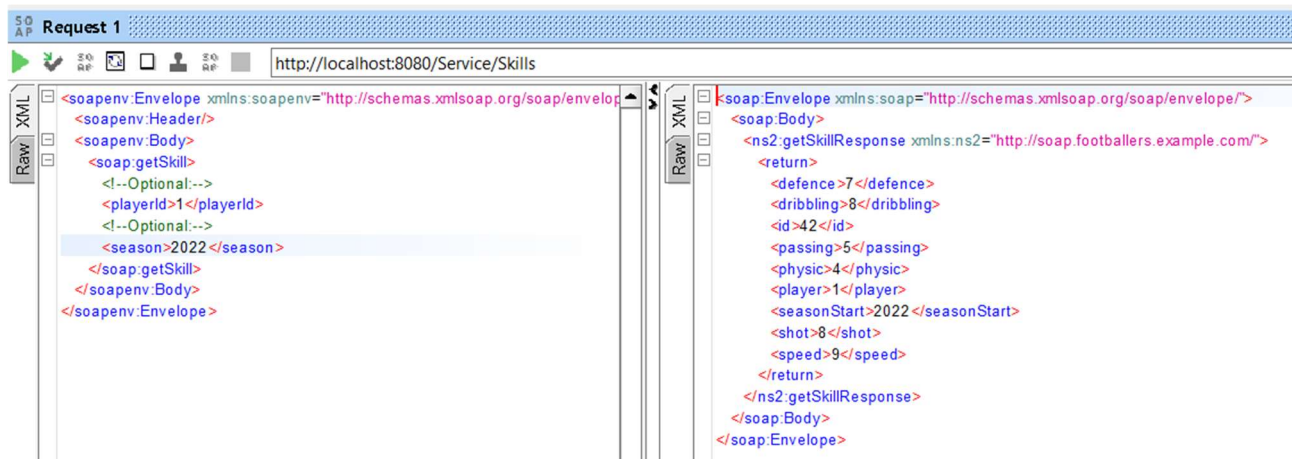 SO AP Request 1
http://localhost:8080/Service/Skills
XML
Raw
<soapenv:Envelope xmlns:soapenv="http://schemas.xmlsoap.org/soap/envelop
<soapenv:Header/>
<soapenv:Body>
<soap:getSkill>
<!--Optional:-->
<playerId>1</playerId>
<!--Optional:-->
<season>2022</season>
</soap:getSkill>
</soapenv:Body>
</soapenv:Envelope>
XML
Raw
<soap:Envelope xmlns:soap="http://schemas.xmlsoap.org/soap/envelope/">
<soap:Body>
<ns2:getSkillResponse xmlns:ns2="http://soap.footballers.example.com/">
<return>
<defence>7</defence>
<dribbling>8</dribbling>
<id>42</id>
<passing>5</passing>
<physic>4</physic>
<player>1</player>
<seasonStart>2022</seasonStart>
<shot>8</shot>
<speed>9</speed>
</return>
</ns2:getSkillResponse>
</soap:Body>
</soap:Envelope>